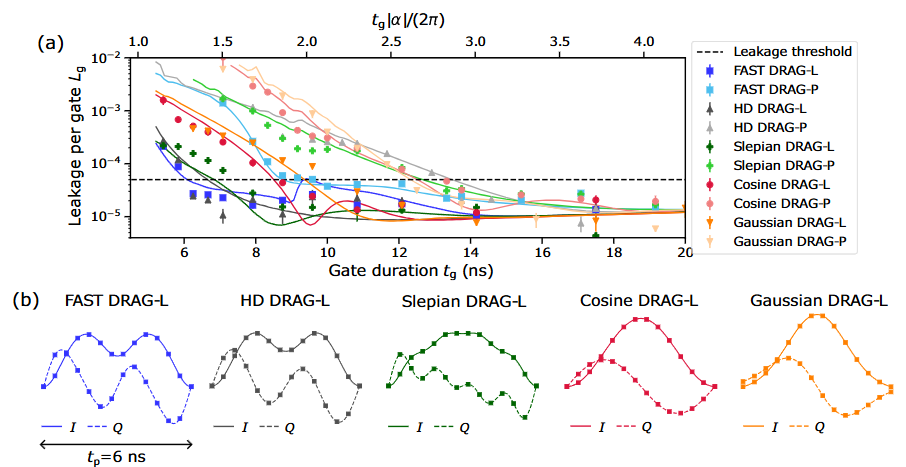 t_g|α|/(2π)
(a)
1.0 1.5 2.0 2.5 3.0 3.5 4.0
10^-2
10^-3
10^-4
10^-5
Leakage per gate L_g
6 8 10 12 14 16 18 20
Gate duration t_g (ns)
Leakage threshold
FAST DRAG-L
FAST DRAG-P
HD DRAG-L
HD DRAG-P
Slepian DRAG-L
Slepian DRAG-P
Cosine DRAG-L
Cosine DRAG-P
Gaussian DRAG-L
Gaussian DRAG-P
(b)
FAST DRAG-L HD DRAG-L Slepian DRAG-L Cosine DRAG-L Gaussian DRAG-L
I Q I Q I Q I Q I Q
t_p=6 ns